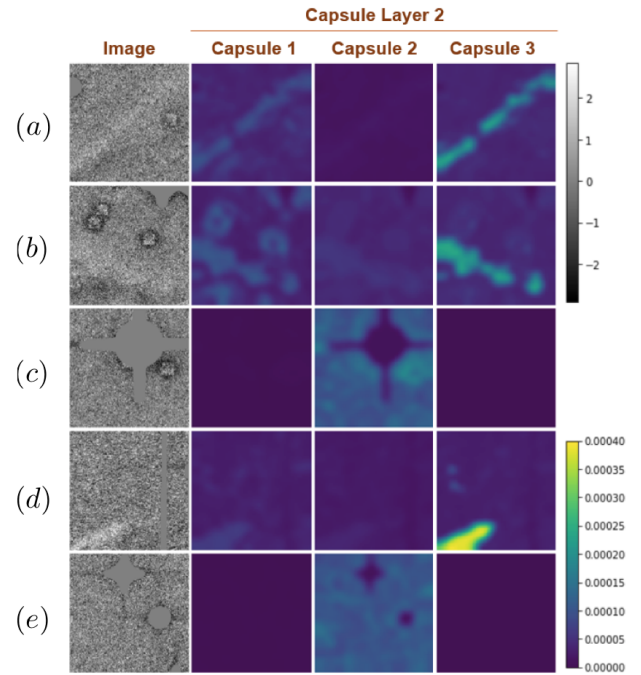 Capsule Layer 2
Image Capsule 1 Capsule 2 Capsule 3
(a)
2
1
0
−1
−2
(b)
(c)
(d)
0.00040
0.00035
0.00030
0.00025
0.00020
0.00015
0.00010
0.00005
0.00000
(e)